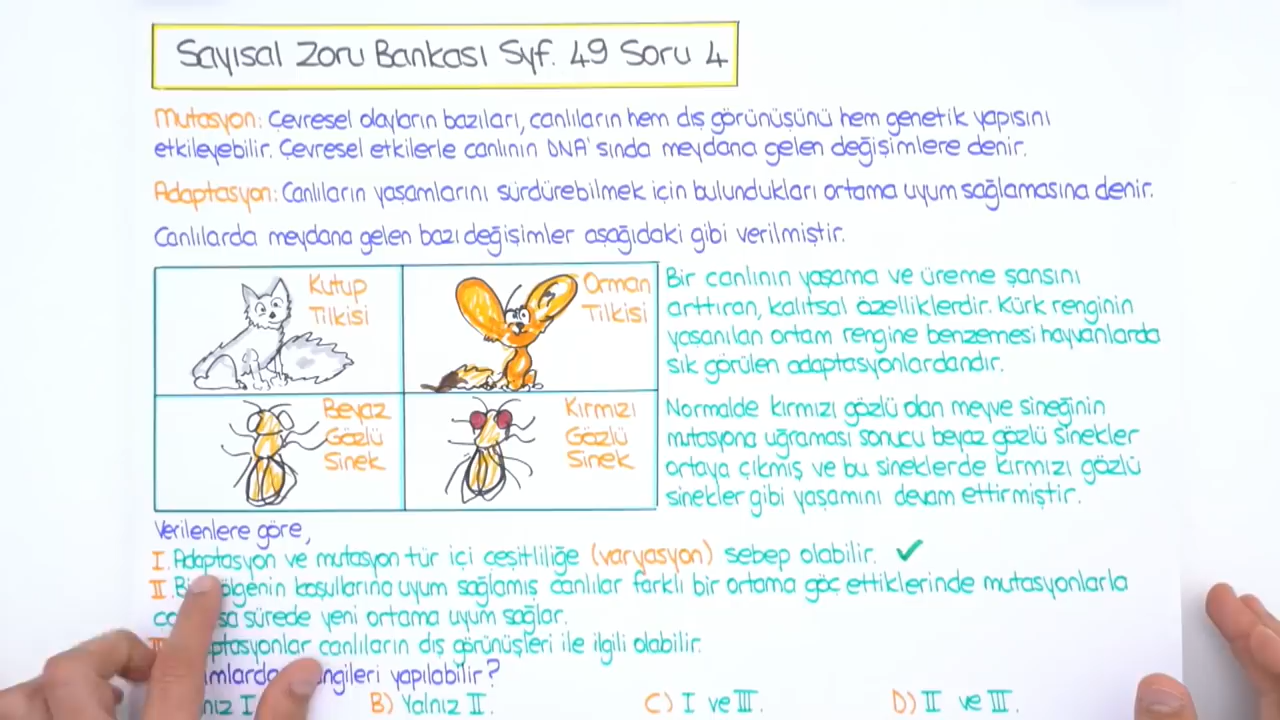 Sayısal Zoru Bankası Syf. 49 Soru 4
Mutasyon: Çevresel olayların bazıları, canlıların hem dış görünüşünü hem genetik yapısını
etkileyebilir. Çevresel etkilerle canlının DNA'sında meydana gelen değişimlere denir.
Adaptasyon: Canlıların yaşamlarını sürdürebilmek için bulundukları ortama uyum sağlamasına denir.
Canlılarda meydana gelen bazı değişimler aşağıdaki gibi verilmiştir.
Kutup
Tilkisi
Orman
Tilkisi
Bir canlının yaşama ve üreme şansını
arttıran, kalıtsal özelliklerdir. Kürk renginin
yaşanılan ortam rengine benzemesi hayvanlarda
sık görülen adaptasyonlardandır.
Beyaz
Gözlü
Sinek
Kırmızı
Gözlü
Sinek
Normalde kırmızı gözlü olan meyve sineğinin
mutasyona uğraması sonucu beyaz gözlü sinekler
ortaya çıkmış ve bu sineklerde kırmızı gözlü
sinekler gibi yaşamını devam ettirmiştir.
Verilenlere göre,
I. Adaptasyon ve mutasyon tür içi çeşitliliğe (varyasyon) sebep olabilir. ✓
II. koşullarına uyum sağlamış canlılar farklı bir ortama göç ettiklerinde mutasyonlarla
sürede yeni ortama uyum sağlar.
canlıların dış görünüşleri ile ilgili olabilir.
yapılabilir?
I B) Yalnız II. C) I ve III. D) II ve III.